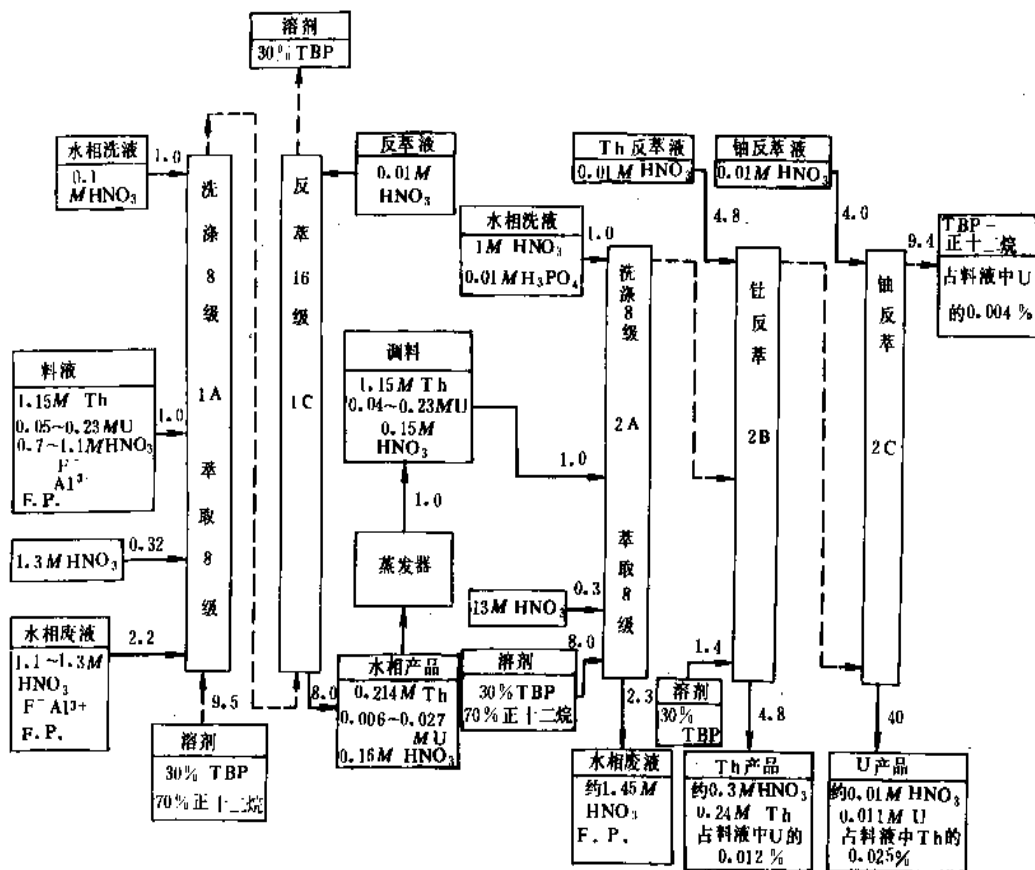 溶剂
30% TBP
水相洗液
0.1
MHNO₃
1.0
洗涤8级
1A
萃取8级
反萃16级
1C
反萃液
0.01M
HNO₃
料液
1.15M Th
0.05~0.23MU
0.7~1.1MHNO₃
F⁻
Al³⁺
F.P.
1.0
1.3MHNO₃
0.32
水相废液
1.1~1.3M
HNO₃
F⁻ Al³⁺
F.P.
2.2
9.5
溶剂
30% TBP
70%正十二烷
8.0
水相产品
0.214M Th
0.006~0.027
MU
0.16M HNO₃
蒸发器
1.0
调料
1.15M Th
0.04~0.23MU
0.15M
HNO₃
1.0
水相洗液
1M HNO₃
0.01MH₃PO₄
1.0
洗涤8级
2A
萃取8级
13M HNO₃
0.3
溶剂
30%TBP
70%正十二烷
8.0
2.3
水相废液
约1.45M
HNO₃
F.P.
Th反萃液
0.01M HNO₃
4.8
钍反萃
2B
溶剂
30%
TBP
1.4
4.8
Th产品
约0.3MHNO₃
0.24M Th
占料液中U的
0.012%
铀反萃液
0.01M HNO₃
4.0
铀反萃
2C
9.4
TBP-
正十二烷
占料液中U
的0.004%
40
U产品
约0.01M HNO₃
0.011M U
占料液中Th的
0.025%